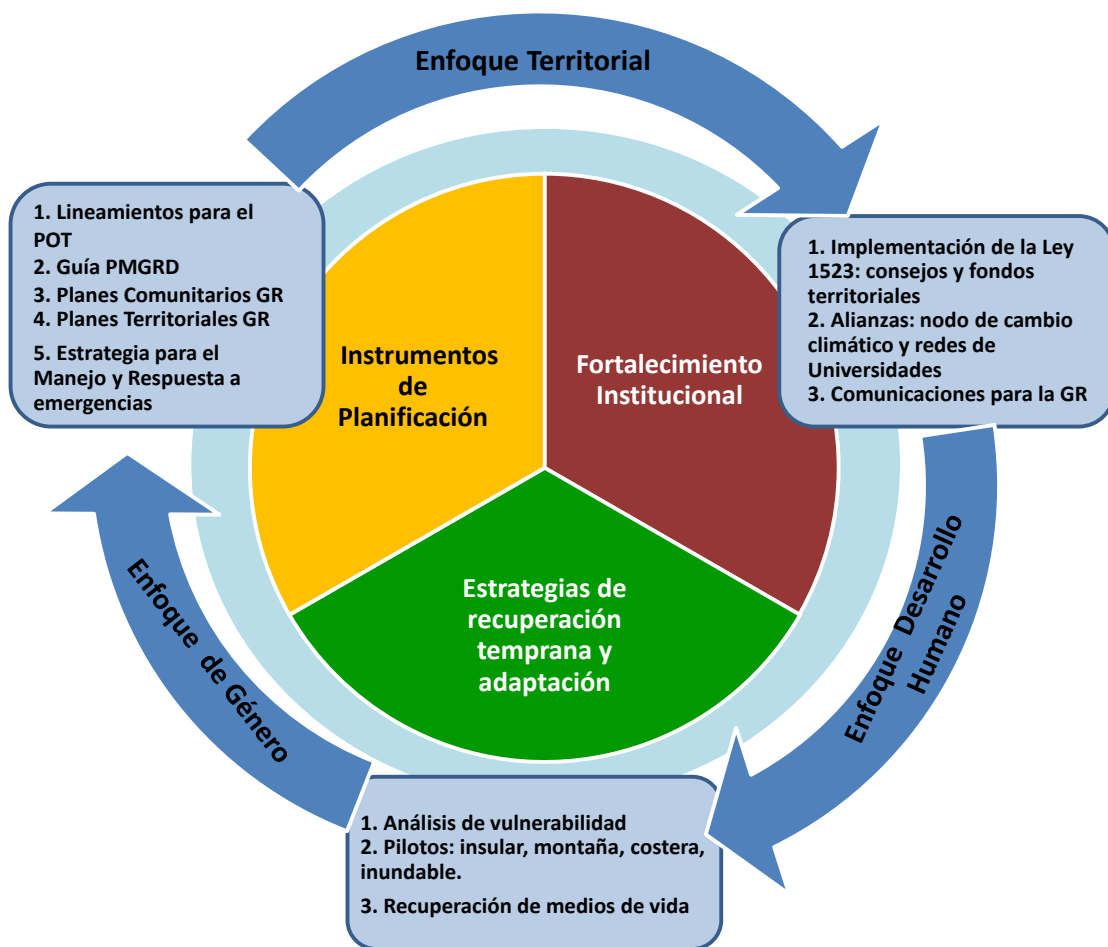 Enfoque Territorial
1. Lineamientos para el
POT
2. Guía PMGRD
3. Planes Comunitarios GR
4. Planes Territoriales GR
5. Estrategia para el
Manejo y Respuesta a
emergencias
Instrumentos
de
Planificación
Fortalecimiento
Institucional
1. Implementación de la Ley
1523: consejos y fondos
territoriales
2. Alianzas: nodo de cambio
climático y redes de
Universidades
3. Comunicaciones para la GR
Enfoque de Género
Estrategias de
recuperación
temprana y
adaptación
Enfoque Desarrollo
Humano
1. Análisis de vulnerabilidad
2. Pilotos: insular, montaña, costera,
inundable.
3. Recuperación de medios de vida